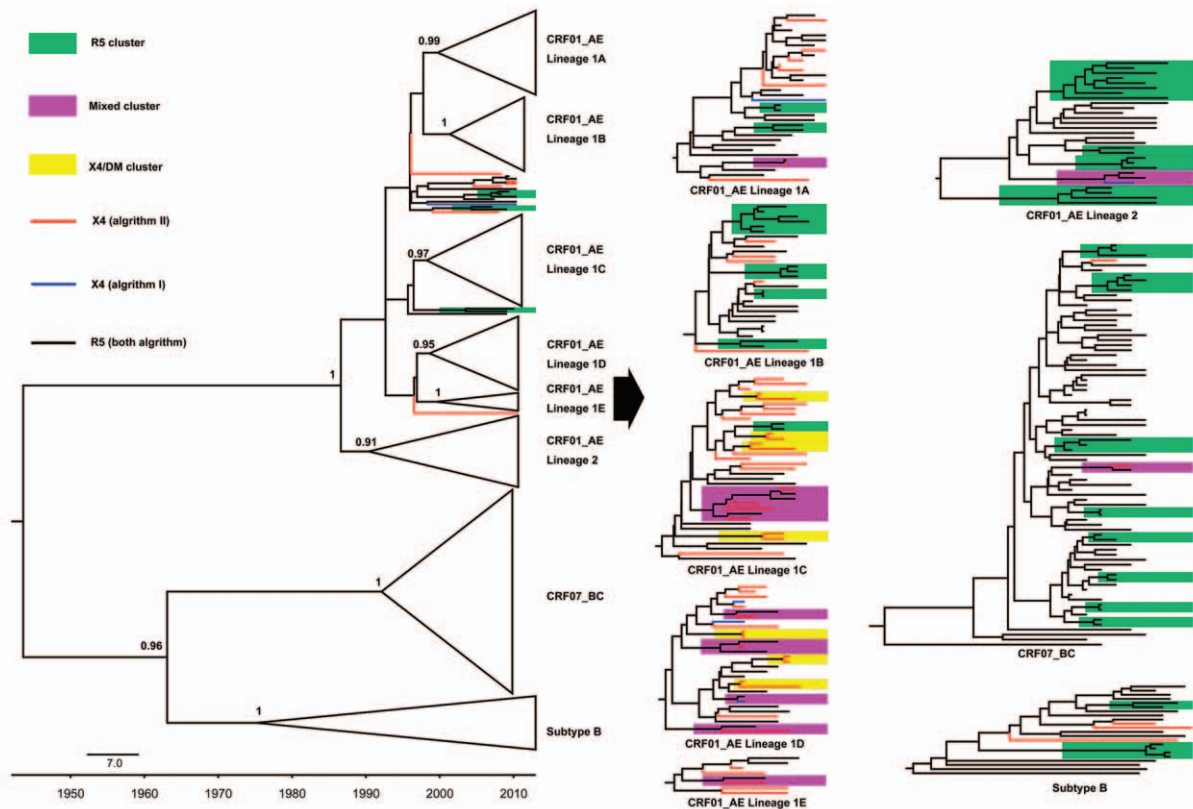 R5 cluster
Mixed cluster
X4/DM cluster
X4 (algrithm II)
X4 (algrithm I)
R5 (both algrithm)
0.99
CRF01_AE
Lineage 1A
1
CRF01_AE
Lineage 1B
0.97
CRF01_AE
Lineage 1C
0.95
CRF01_AE
Lineage 1D
1
CRF01_AE
Lineage 1E
1
0.91
CRF01_AE
Lineage 2
1
CRF07_BC
0.96
1
Subtype B
7.0
1950 1960 1970 1980 1990 2000 2010
CRF01_AE Lineage 1A
CRF01_AE Lineage 1B
CRF01_AE Lineage 1C
CRF01_AE Lineage 1D
CRF01_AE Lineage 1E
CRF01_AE Lineage 2
CRF07_BC
Subtype B